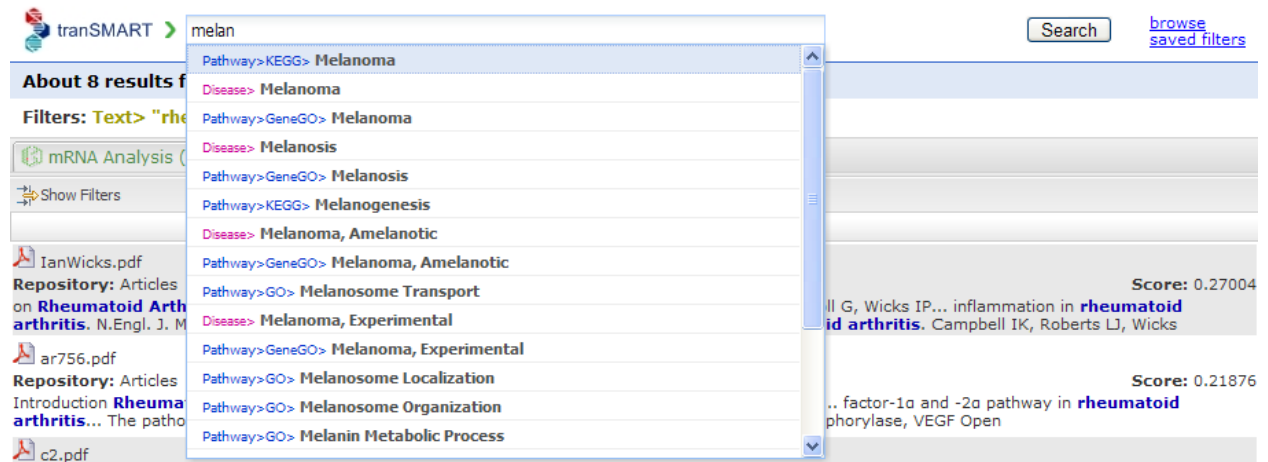 tranSMART
melan
Search
browse
saved filters
Pathway>KEGG> Melanoma
About 8 results f
Disease> Melanoma
Filters: Text> "rhe
Pathway>GeneGO> Melanoma
mRNA Analysis (
Disease> Melanosis
Pathway>GeneGO> Melanosis
Show Filters
Pathway>KEGG> Melanogenesis
Disease> Melanoma, Amelanotic
IanWicks.pdf
Pathway>GeneGO> Melanoma, Amelanotic
Repository: Articles
Pathway>GO> Melanosome Transport
Score: 0.27004
on Rheumatoid Arth
ll G, Wicks IP... inflammation in rheumatoid
arthritis. N.Engl. J. M
Disease> Melanoma, Experimental
id arthritis. Campbell IK, Roberts LJ, Wicks
ar756.pdf
Pathway>GeneGO> Melanoma, Experimental
Repository: Articles
Pathway>GO> Melanosome Localization
Score: 0.21876
Introduction Rheuma
Pathway>GO> Melanosome Organization
.. factor-1α and -2α pathway in rheumatoid
arthritis... The patho
phorylase, VEGF Open
Pathway>GO> Melanin Metabolic Process
c2.pdf